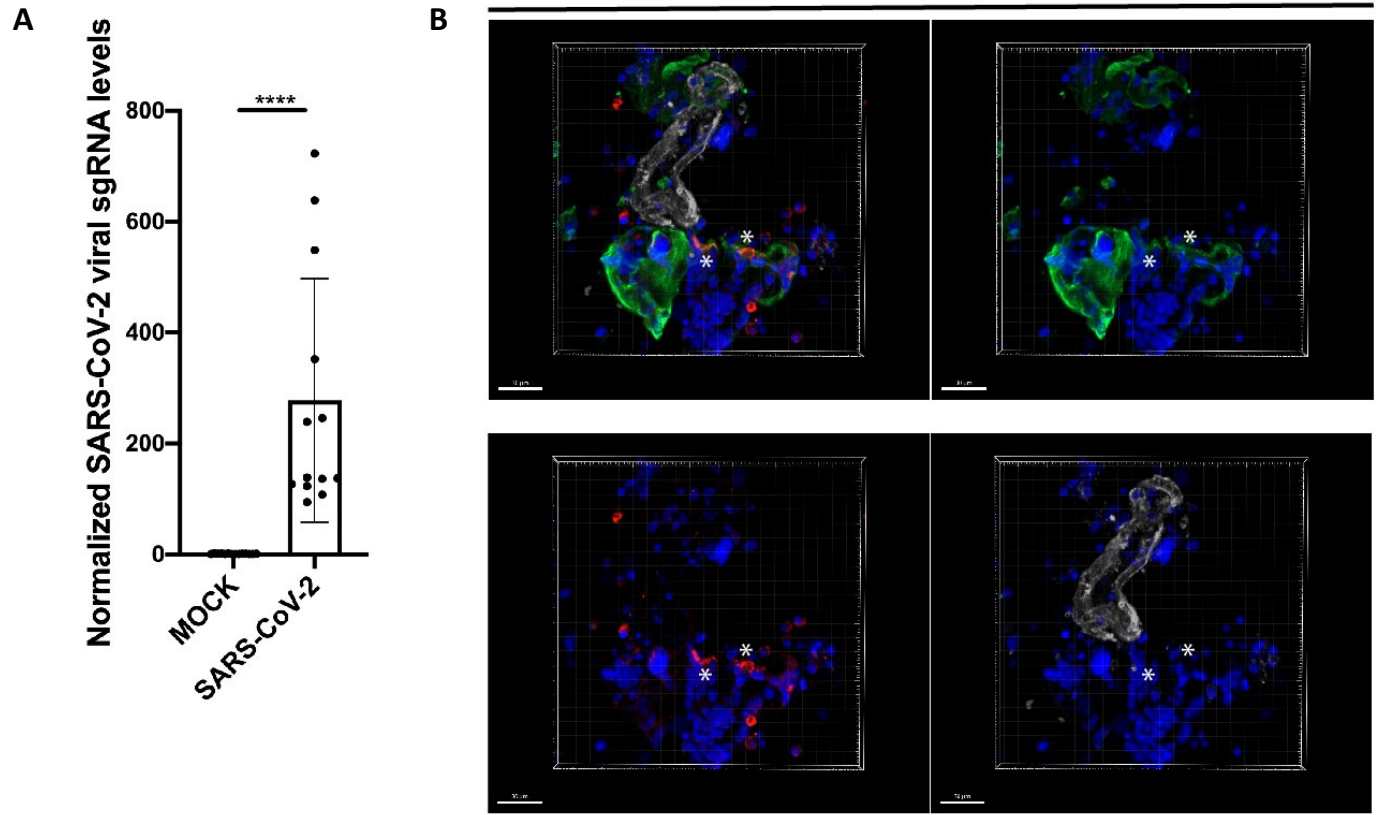 A
B
Normalized SARS-CoV-2 viral sgRNA levels
****
800
600
400
200
0
MOCK
SARS-CoV-2
*
*
*
*
*
*
*
*